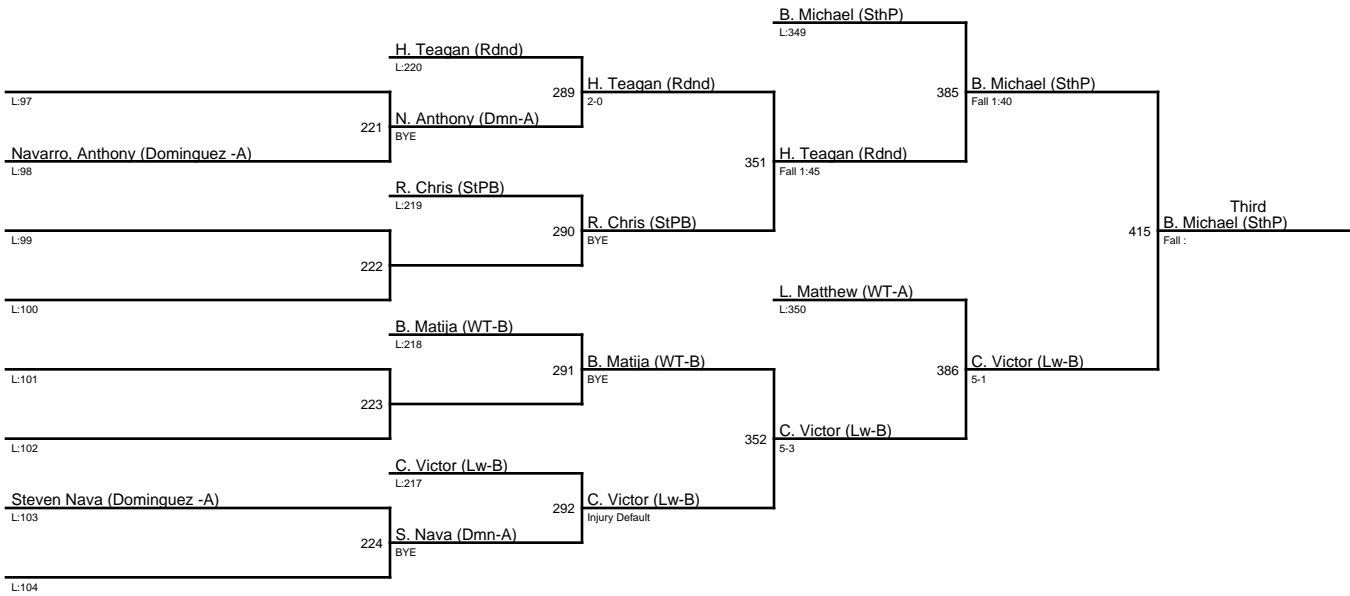 B. Michael (SthP)
L:349
H. Teagan (Rdnd)
L:220
289
H. Teagan (Rdnd)
2-0
385
B. Michael (SthP)
Fall 1:40
L:97
221
N. Anthony (Dmn-A)
BYE
Navarro, Anthony (Dominguez -A)
L:98
351
H. Teagan (Rdnd)
Fall 1:45
R. Chris (StPB)
L:219
290
R. Chris (StPB)
BYE
Third
415
B. Michael (SthP)
Fall :
L:99
222
L:100
L. Matthew (WT-A)
L:350
B. Matija (WT-B)
L:218
291
B. Matija (WT-B)
BYE
386
C. Victor (Lw-B)
5-1
L:101
223
L:102
352
C. Victor (Lw-B)
5-3
C. Victor (Lw-B)
L:217
292
C. Victor (Lw-B)
Injury Default
Steven Nava (Dominguez -A)
L:103
224
S. Nava (Dmn-A)
BYE
L:104